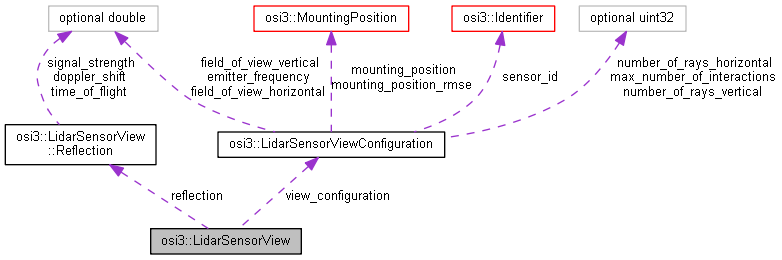 optional double
osi3::MountingPosition
osi3::Identifier
optional uint32
signal_strength
doppler_shift
time_of_flight
field_of_view_vertical
emitter_frequency
field_of_view_horizontal
mounting_position
mounting_position_rmse
sensor_id
number_of_rays_horizontal
max_number_of_interactions
number_of_rays_vertical
osi3::LidarSensorView
::Reflection
osi3::LidarSensorViewConfiguration
reflection
view_configuration
osi3::LidarSensorView